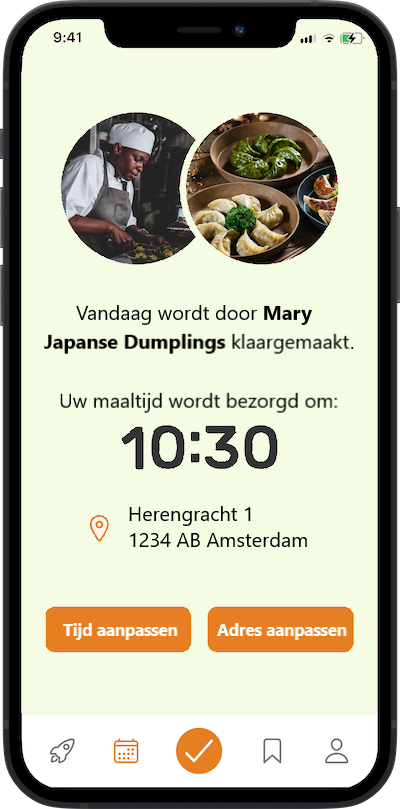 9:41
Vandaag wordt door Mary
Japanse Dumplings klaargemaakt.
Uw maaltijd wordt bezorgd om:
10:30
Herengracht 1
1234 AB Amsterdam
Tijd aanpassen
Adres aanpassen